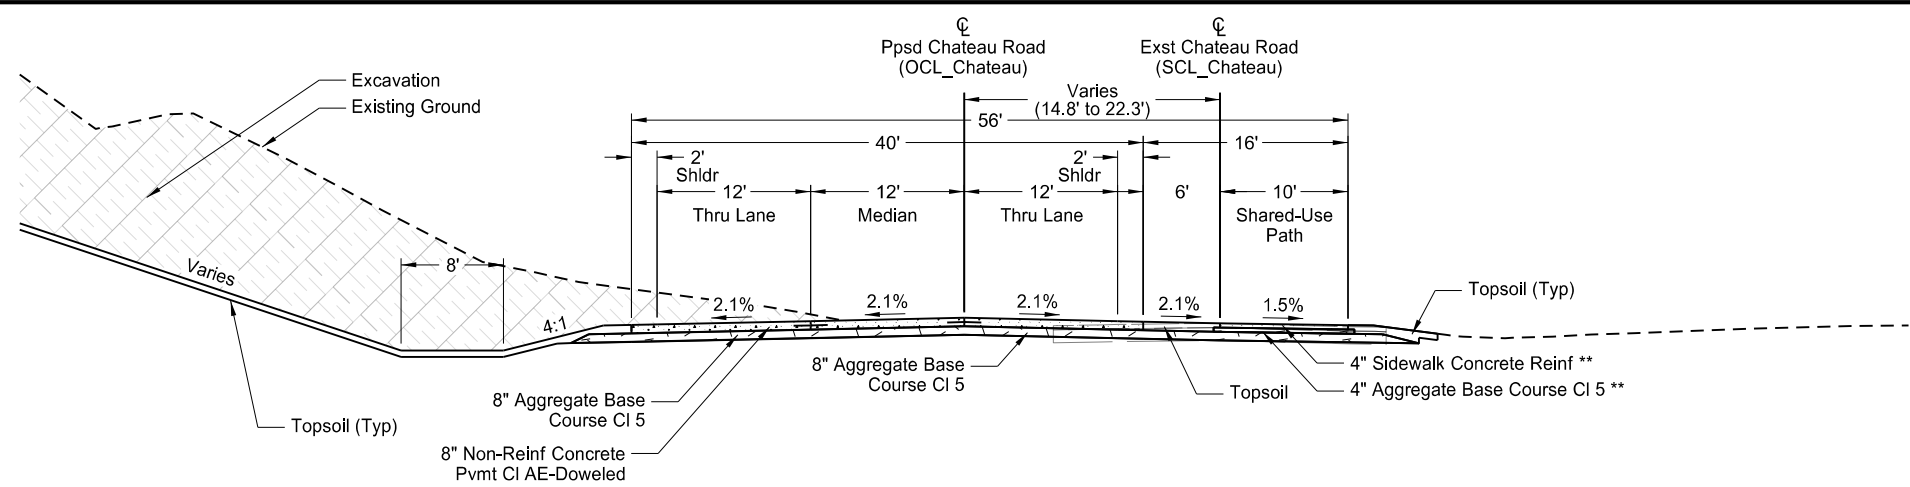 ℄
Ppsd Chateau Road
(OCL_Chateau)
℄
Exst Chateau Road
(SCL_Chateau)
Excavation
Existing Ground
Varies
(14.8' to 22.3')
56'
40'
16'
2'
Shldr
2'
Shldr
12'
12'
12'
6'
10'
Thru Lane
Median
Thru Lane
Shared-Use
Path
Varies
8'
4:1
2.1%
2.1%
2.1%
2.1%
1.5%
Topsoil (Typ)
8" Aggregate Base
Course Cl 5
4" Sidewalk Concrete Reinf **
4" Aggregate Base Course Cl 5 **
Topsoil
8" Aggregate Base
Course Cl 5
Topsoil (Typ)
8" Non-Reinf Concrete
Pvmt Cl AE-Doweled